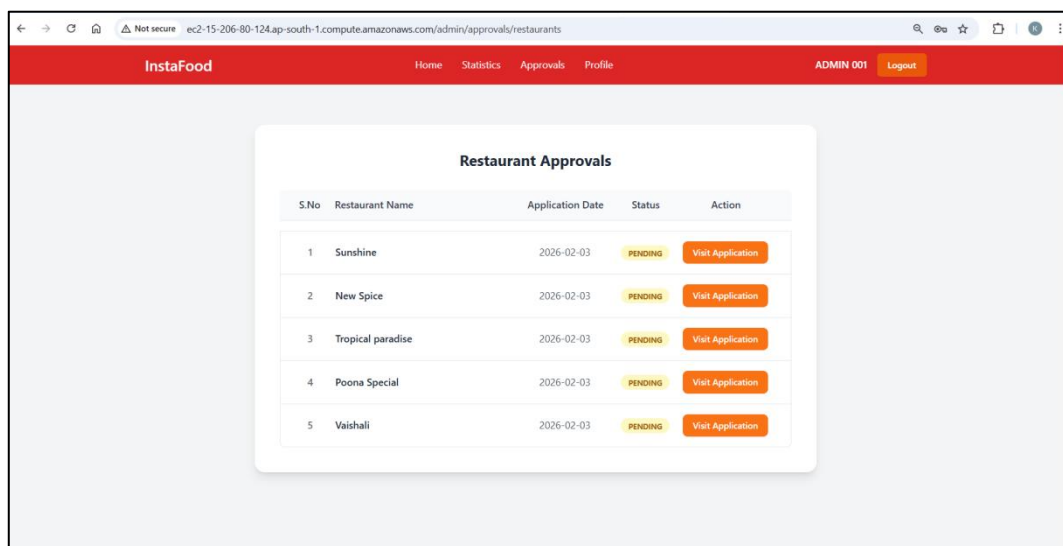 Not secure ec2-15-206-80-124.ap-south-1.compute.amazonaws.com/admin/approvals/restaurants K
InstaFood Home Statistics Approvals Profile ADMIN 001 Logout
Restaurant Approvals
S.No Restaurant Name Application Date Status Action
1 Sunshine 2026-02-03 PENDING Visit Application
2 New Spice 2026-02-03 PENDING Visit Application
3 Tropical paradise 2026-02-03 PENDING Visit Application
4 Poona Special 2026-02-03 PENDING Visit Application
5 Vaishali 2026-02-03 PENDING Visit Application